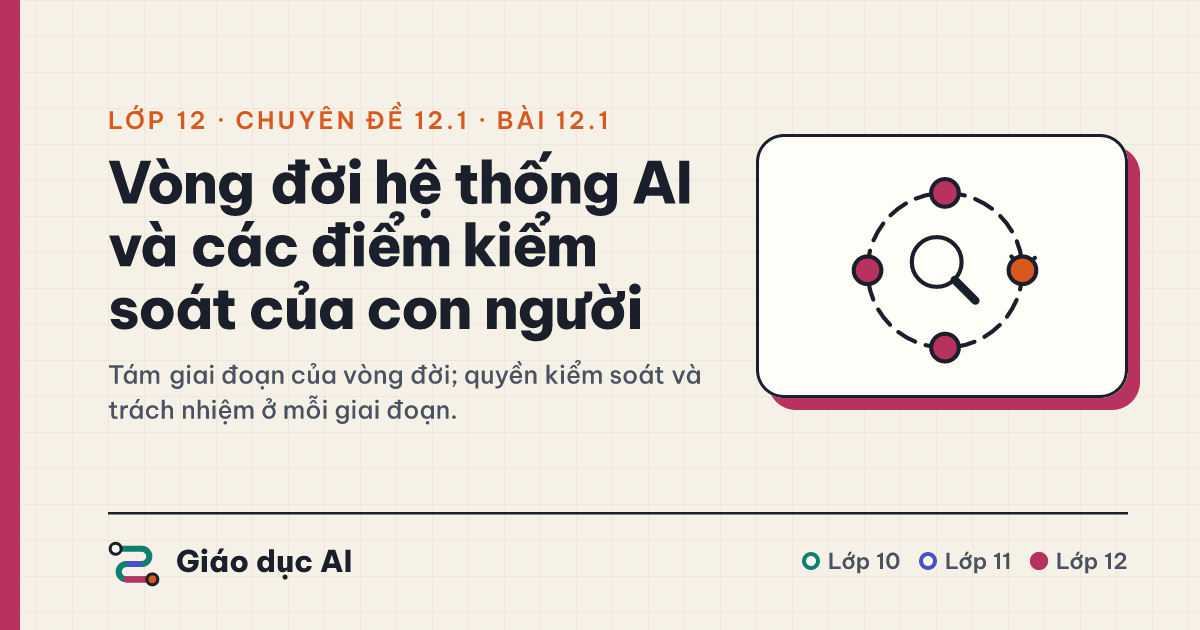 LỚP 12 · CHUYÊN ĐỀ 12.1 · BÀI 12.1
Vòng đời hệ thống AI
và các điểm kiểm
soát của con người
Tám giai đoạn của vòng đời; quyền kiểm soát và
trách nhiệm ở mỗi giai đoạn.
Giáo dục AI
Lớp 10
Lớp 11
Lớp 12